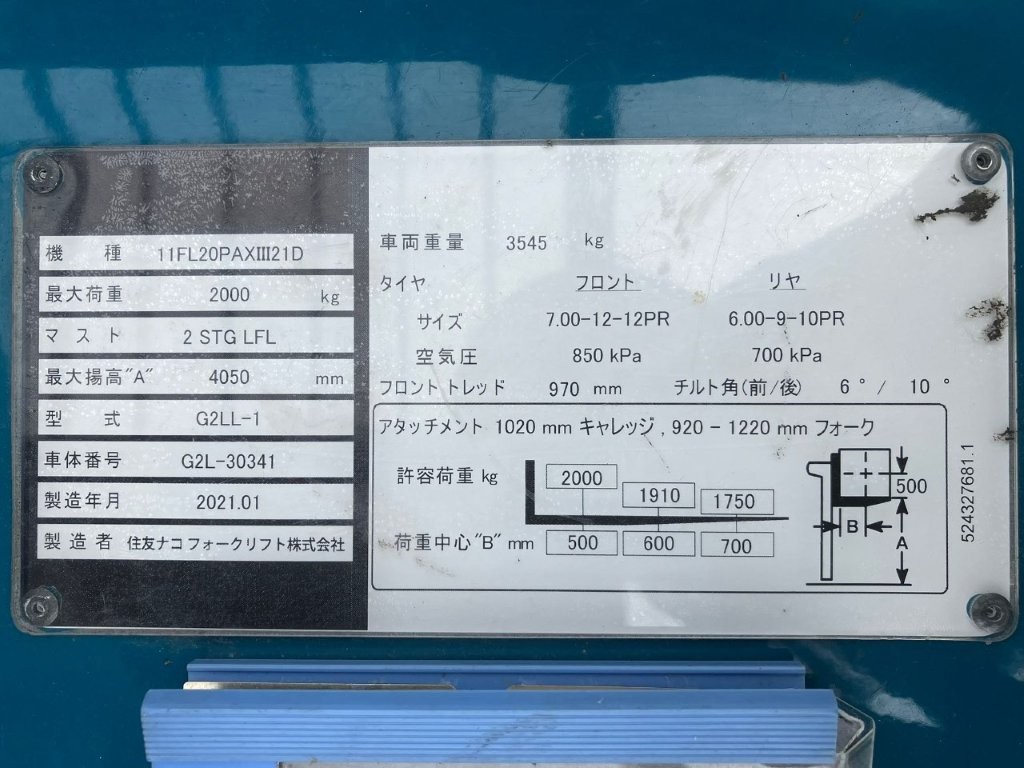 機種 11FL20PAXIII21D
最大荷重 2000 kg
マスト 2 STG LFL
最大揚高"A" 4050 mm
型式 G2LL-1
車体番号 G2L-30341
製造年月 2021.01
製造者 住友ナコフォークリフト株式会社
車両重量 3545 kg
タイヤ フロント リヤ
サイズ 7.00-12-12PR 6.00-9-10PR
空気圧 850 kPa 700 kPa
フロントトレッド 970 mm チルト角(前/後) 6 ° / 10 °
アタッチメント 1020 mm キャレッジ , 920 - 1220 mm フォーク
許容荷重 kg 2000 1910 1750
荷重中心"B" mm 500 600 700
500
B
A
524327681.1